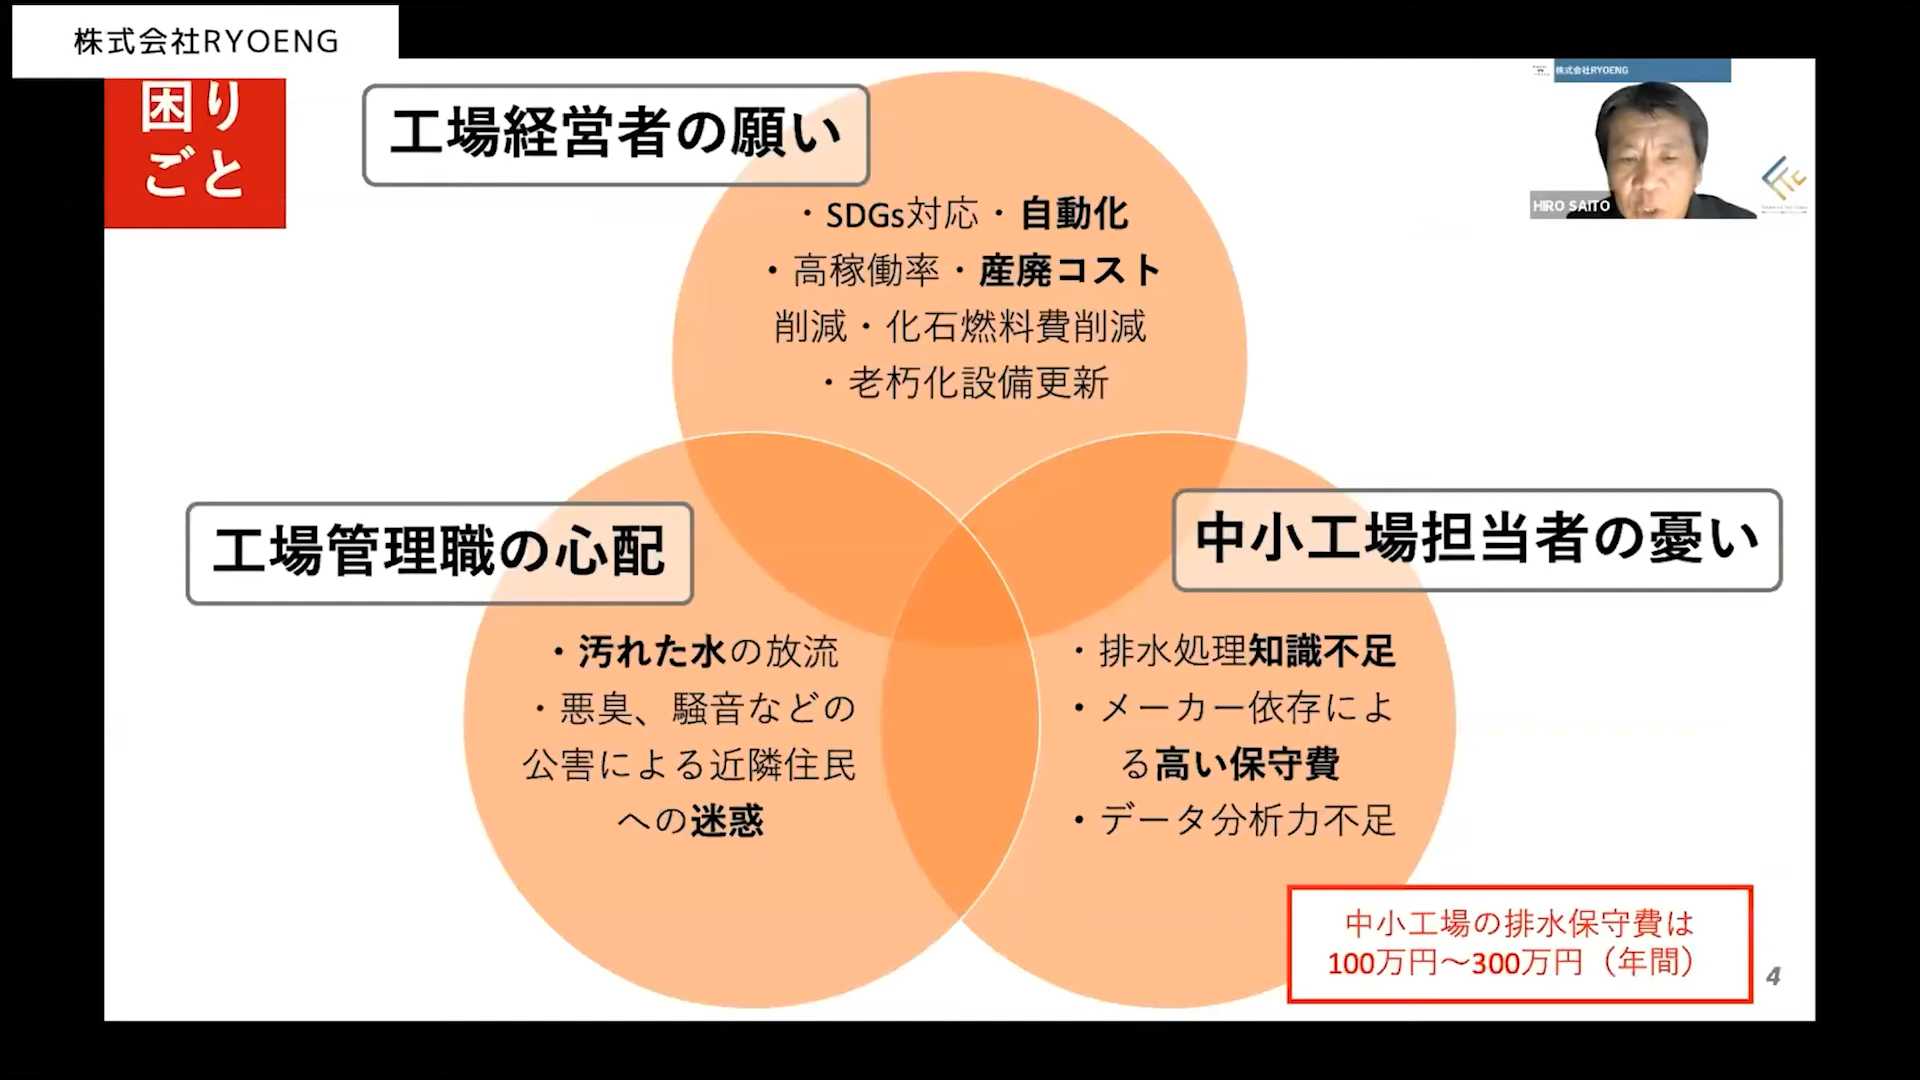 株式会社RYOENG
困り
ごと
工場経営者の願い
・SDGs対応・自動化
・高稼働率・産廃コスト
削減・化石燃料費削減
・老朽化設備更新
株式会社RYOENG
HIRO SAITO
工場管理職の心配
・汚れた水の放流
・悪臭、騒音などの
公害による近隣住民
への迷惑
中小工場担当者の憂い
・排水処理知識不足
・メーカー依存によ
る高い保守費
・データ分析力不足
中小工場の排水保守費は
100万円～300万円（年間）
4